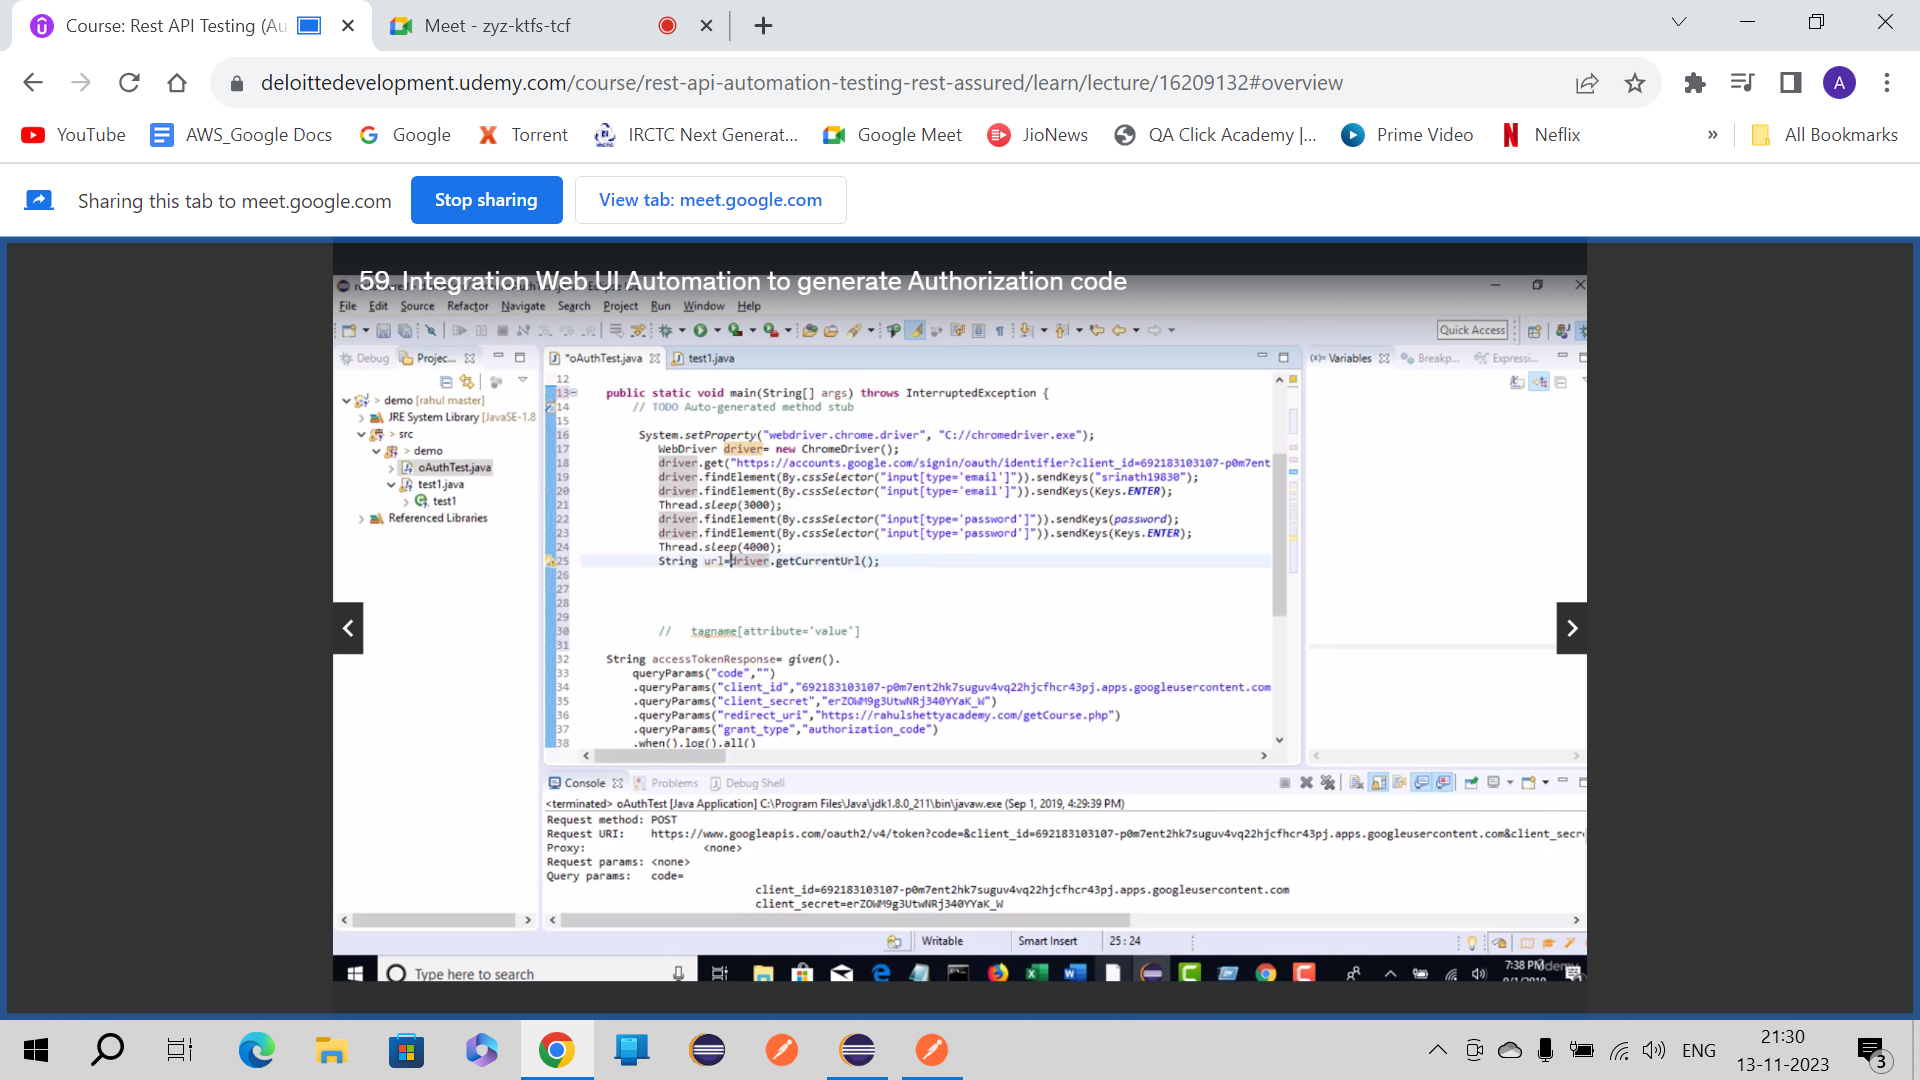 Course: Rest API Testing (Au
Meet - zyz-ktfs-tcf
deloittedevelopment.udemy.com/course/rest-api-automation-testing-rest-assured/learn/lecture/16209132#overview
A
YouTube
AWS_Google Docs
Google
Torrent
IRCTC Next Generat...
Google Meet
JioNews
QA Click Academy |...
Prime Video
Neflix
»
All Bookmarks
Sharing this tab to meet.google.com
Stop sharing
View tab: meet.google.com
59. Integration Web UI Automation to generate Authorization code
File Edit Source Refactor Navigate Search Project Run Window Help
Quick Access
Debug
Projec...
*oAuthTest.java
test1.java
(x)= Variables
Breakp...
Expressi...
demo [rahul master]
JRE System Library [JavaSE-1.8
src
demo
oAuthTest.java
test1.java
test1
Referenced Libraries
12
13 public static void main(String[] args) throws InterruptedException {
14 // TODO Auto-generated method stub
15
16 System.setProperty("webdriver.chrome.driver", "C://chromedriver.exe");
17 WebDriver driver= new ChromeDriver();
18 driver.get("https://accounts.google.com/signin/oauth/identifier?client_id=692183103107-p0m7ent
19 driver.findElement(By.cssSelector("input[type='email']")).sendKeys("srinath19830");
20 driver.findElement(By.cssSelector("input[type='email']")).sendKeys(Keys.ENTER);
21 Thread.sleep(3000);
22 driver.findElement(By.cssSelector("input[type='password']")).sendKeys(password);
23 driver.findElement(By.cssSelector("input[type='password']")).sendKeys(Keys.ENTER);
24 Thread.sleep(4000);
25 String url=driver.getCurrentUrl();
26
27
28
29
30 // tagname[attribute='value']
31
32 String accessTokenResponse= given().
33 queryParams("code","")
34 .queryParams("client_id","692183103107-p0m7ent2hk7suguv4vq22hjcfhcr43pj.apps.googleusercontent.com
35 .queryParams("client_secret","erZOWM9g3UtwNRj340YYaK_W")
36 .queryParams("redirect_uri","https://rahulshettyacademy.com/getCourse.php")
37 .queryParams("grant_type","authorization_code")
38 .when().log().all()
Console
Problems
Debug Shell
<terminated> oAuthTest [Java Application] C:\Program Files\Java\jdk1.8.0_211\bin\javaw.exe (Sep 1, 2019, 4:29:39 PM)
Request method: POST
Request URI: https://www.googleapis.com/oauth2/v4/token?code=&client_id=692183103107-p0m7ent2hk7suguv4vq22hjcfhcr43pj.apps.googleusercontent.com&client_secr
Proxy: <none>
Request params: <none>
Query params: code=
client_id=692183103107-p0m7ent2hk7suguv4vq22hjcfhcr43pj.apps.googleusercontent.com
client_secret=erZOWM9g3UtwNRj340YYaK_W
Writable
Smart Insert
25 : 24
Type here to search
7:38 PM
ENG
21:30
13-11-2023
3